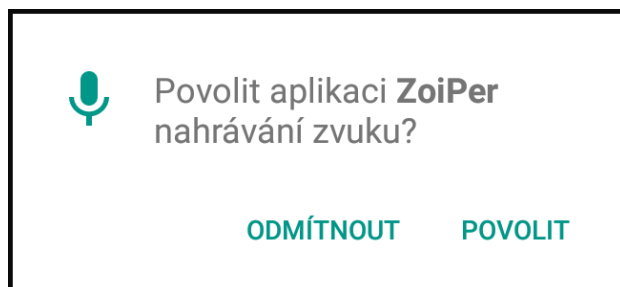 Povolit aplikaci ZoiPer
nahrávání zvuku?
ODMÍTNOUT POVOLIT